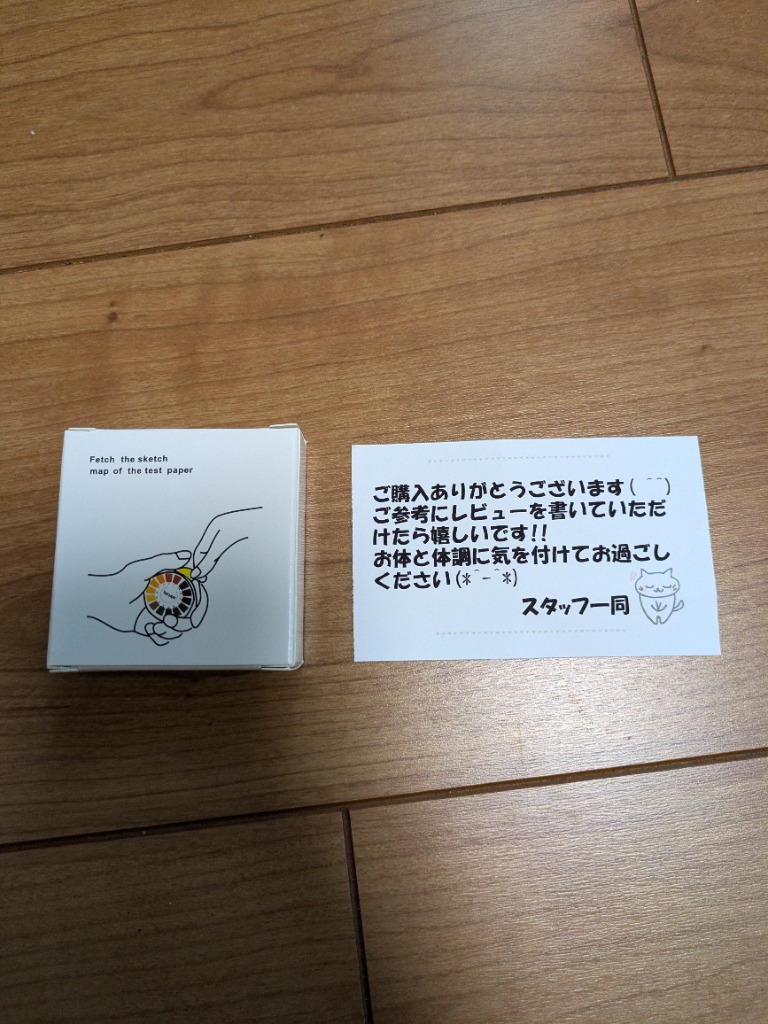 Fetch the sketch
map of the test paper
ご購入ありがとうございます( ˆˆ)
ご参考にレビューを書いていただ
けたら嬉しいです!!
お体と体調に気を付けてお過ごし
ください(*ˆ-ˆ*)
スタッフ一同